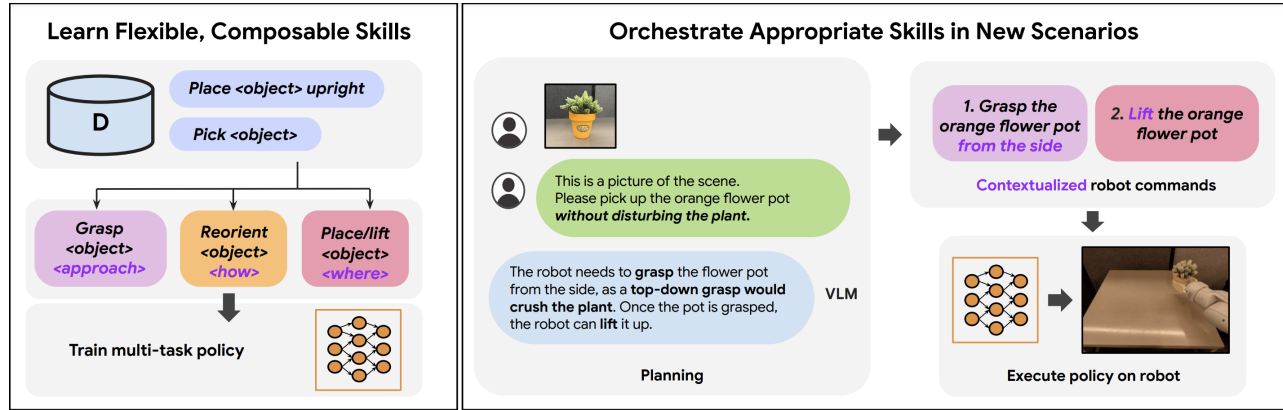 Learn Flexible, Composable Skills
D
Place <object> upright
Pick <object>
Grasp
<object>
<approach>
Reorient
<object>
<how>
Place/lift
<object>
<where>
Train multi-task policy
Orchestrate Appropriate Skills in New Scenarios
This is a picture of the scene.
Please pick up the orange flower pot
without disturbing the plant.
The robot needs to grasp the flower pot
from the side, as a top-down grasp would
crush the plant. Once the pot is grasped,
the robot can lift it up.
VLM
Planning
1. Grasp the
orange flower pot
from the side
2. Lift the orange
flower pot
Contextualized robot commands
Execute policy on robot